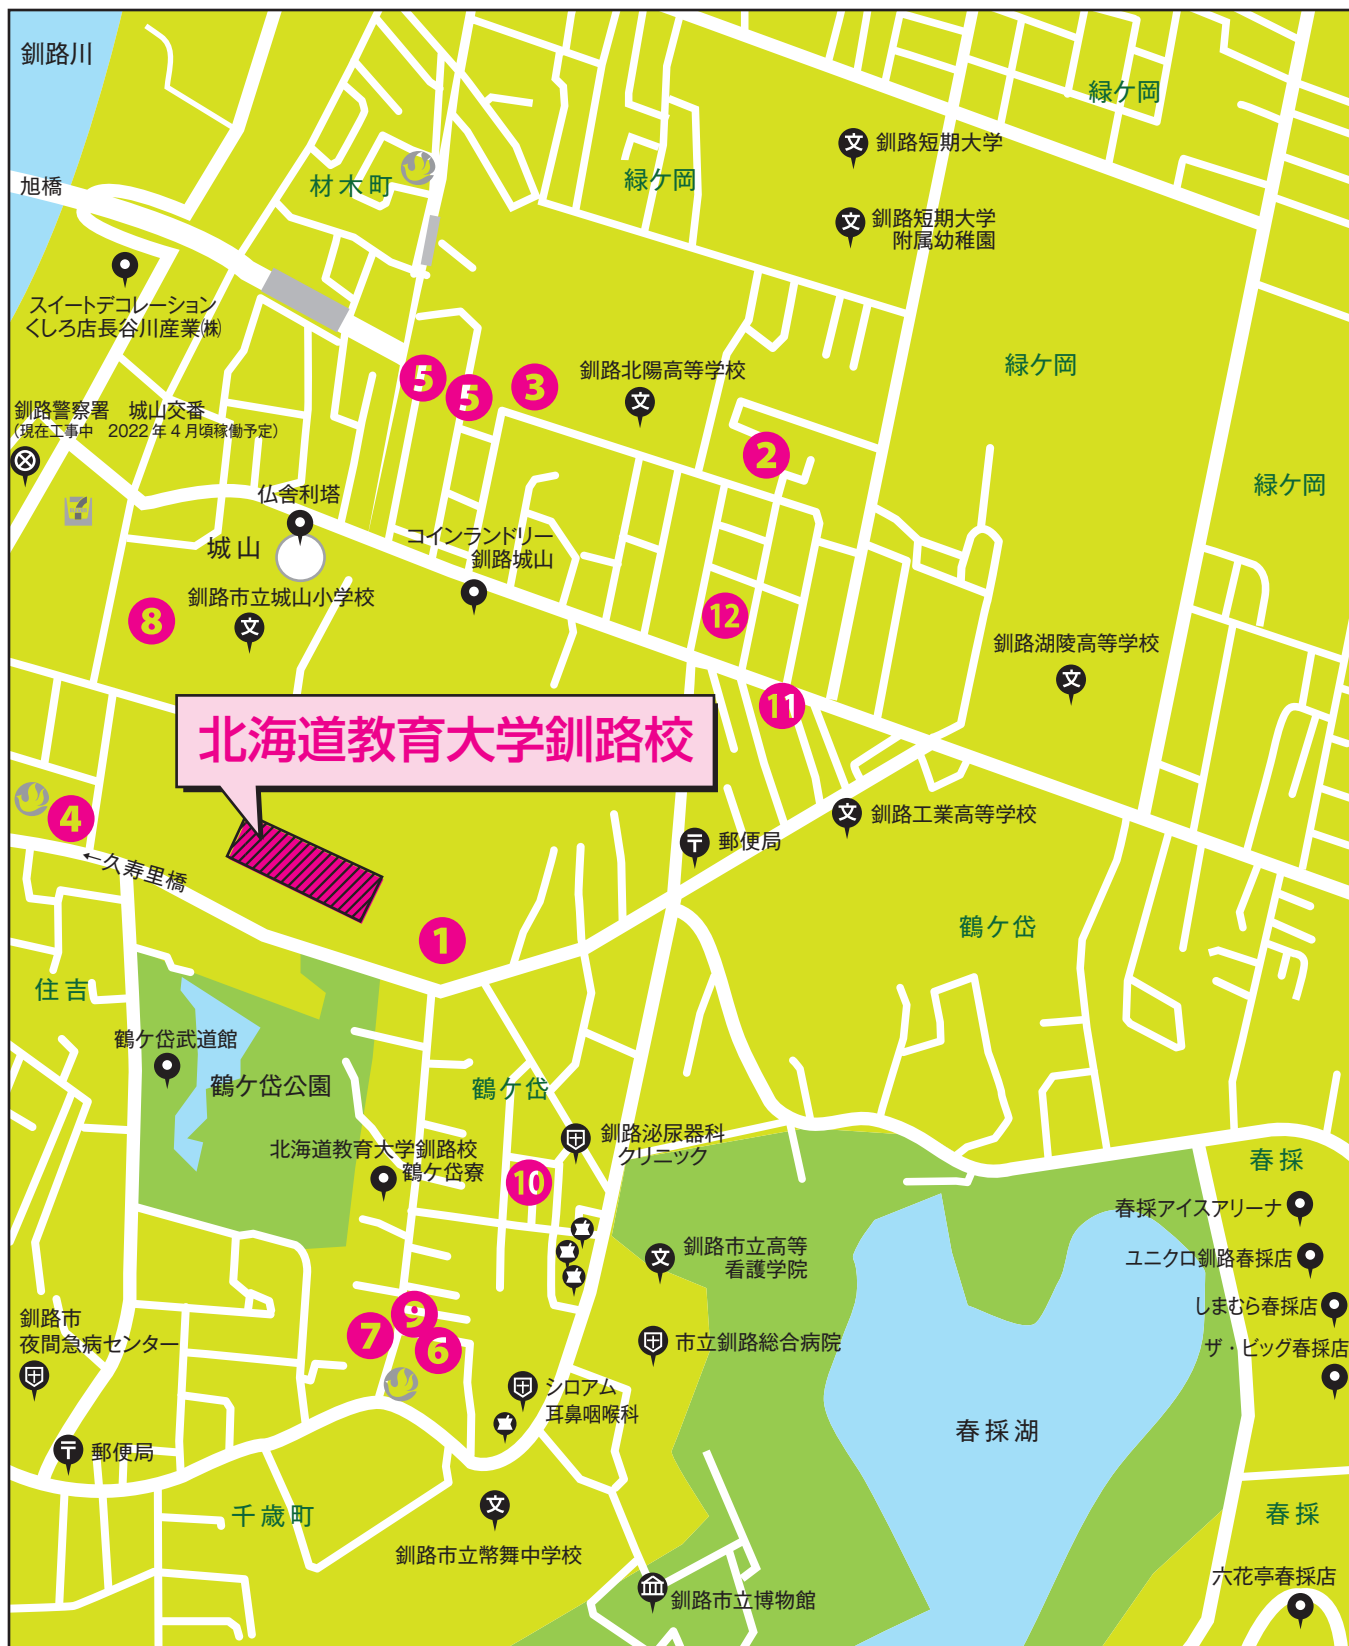 釧路川
緑ケ岡
釧路短期大学
旭橋
材木町
緑ケ岡
釧路短期大学
附属幼稚園
スイートデコレーション
くしろ店長谷川産業㈱
緑ケ岡
釧路北陽高等学校
5
5
3
釧路警察署 城山交番
(現在工事中 2022年4月頃稼働予定)
2
緑ケ岡
仏舎利塔
城山
コインランドリー
釧路城山
釧路市立城山小学校
8
12
釧路湖陵高等学校
11
北海道教育大学釧路校
4
釧路工業高等学校
郵便局
←久寿里橋
1
鶴ケ岱
住吉
鶴ケ岱武道館
鶴ケ岱公園
鶴ケ岱
釧路泌尿器科
クリニック
北海道教育大学釧路校
鶴ケ岱寮
10
春採
春採アイスアリーナ
釧路市立高等
看護学院
ユニクロ釧路春採店
しまむら春採店
釧路市
夜間急病センター
9
7
6
市立釧路総合病院
ザ・ビッグ春採店
シロアム
耳鼻咽喉科
春採湖
郵便局
千歳町
春採
釧路市立幣舞中学校
六花亭春採店
釧路市立博物館